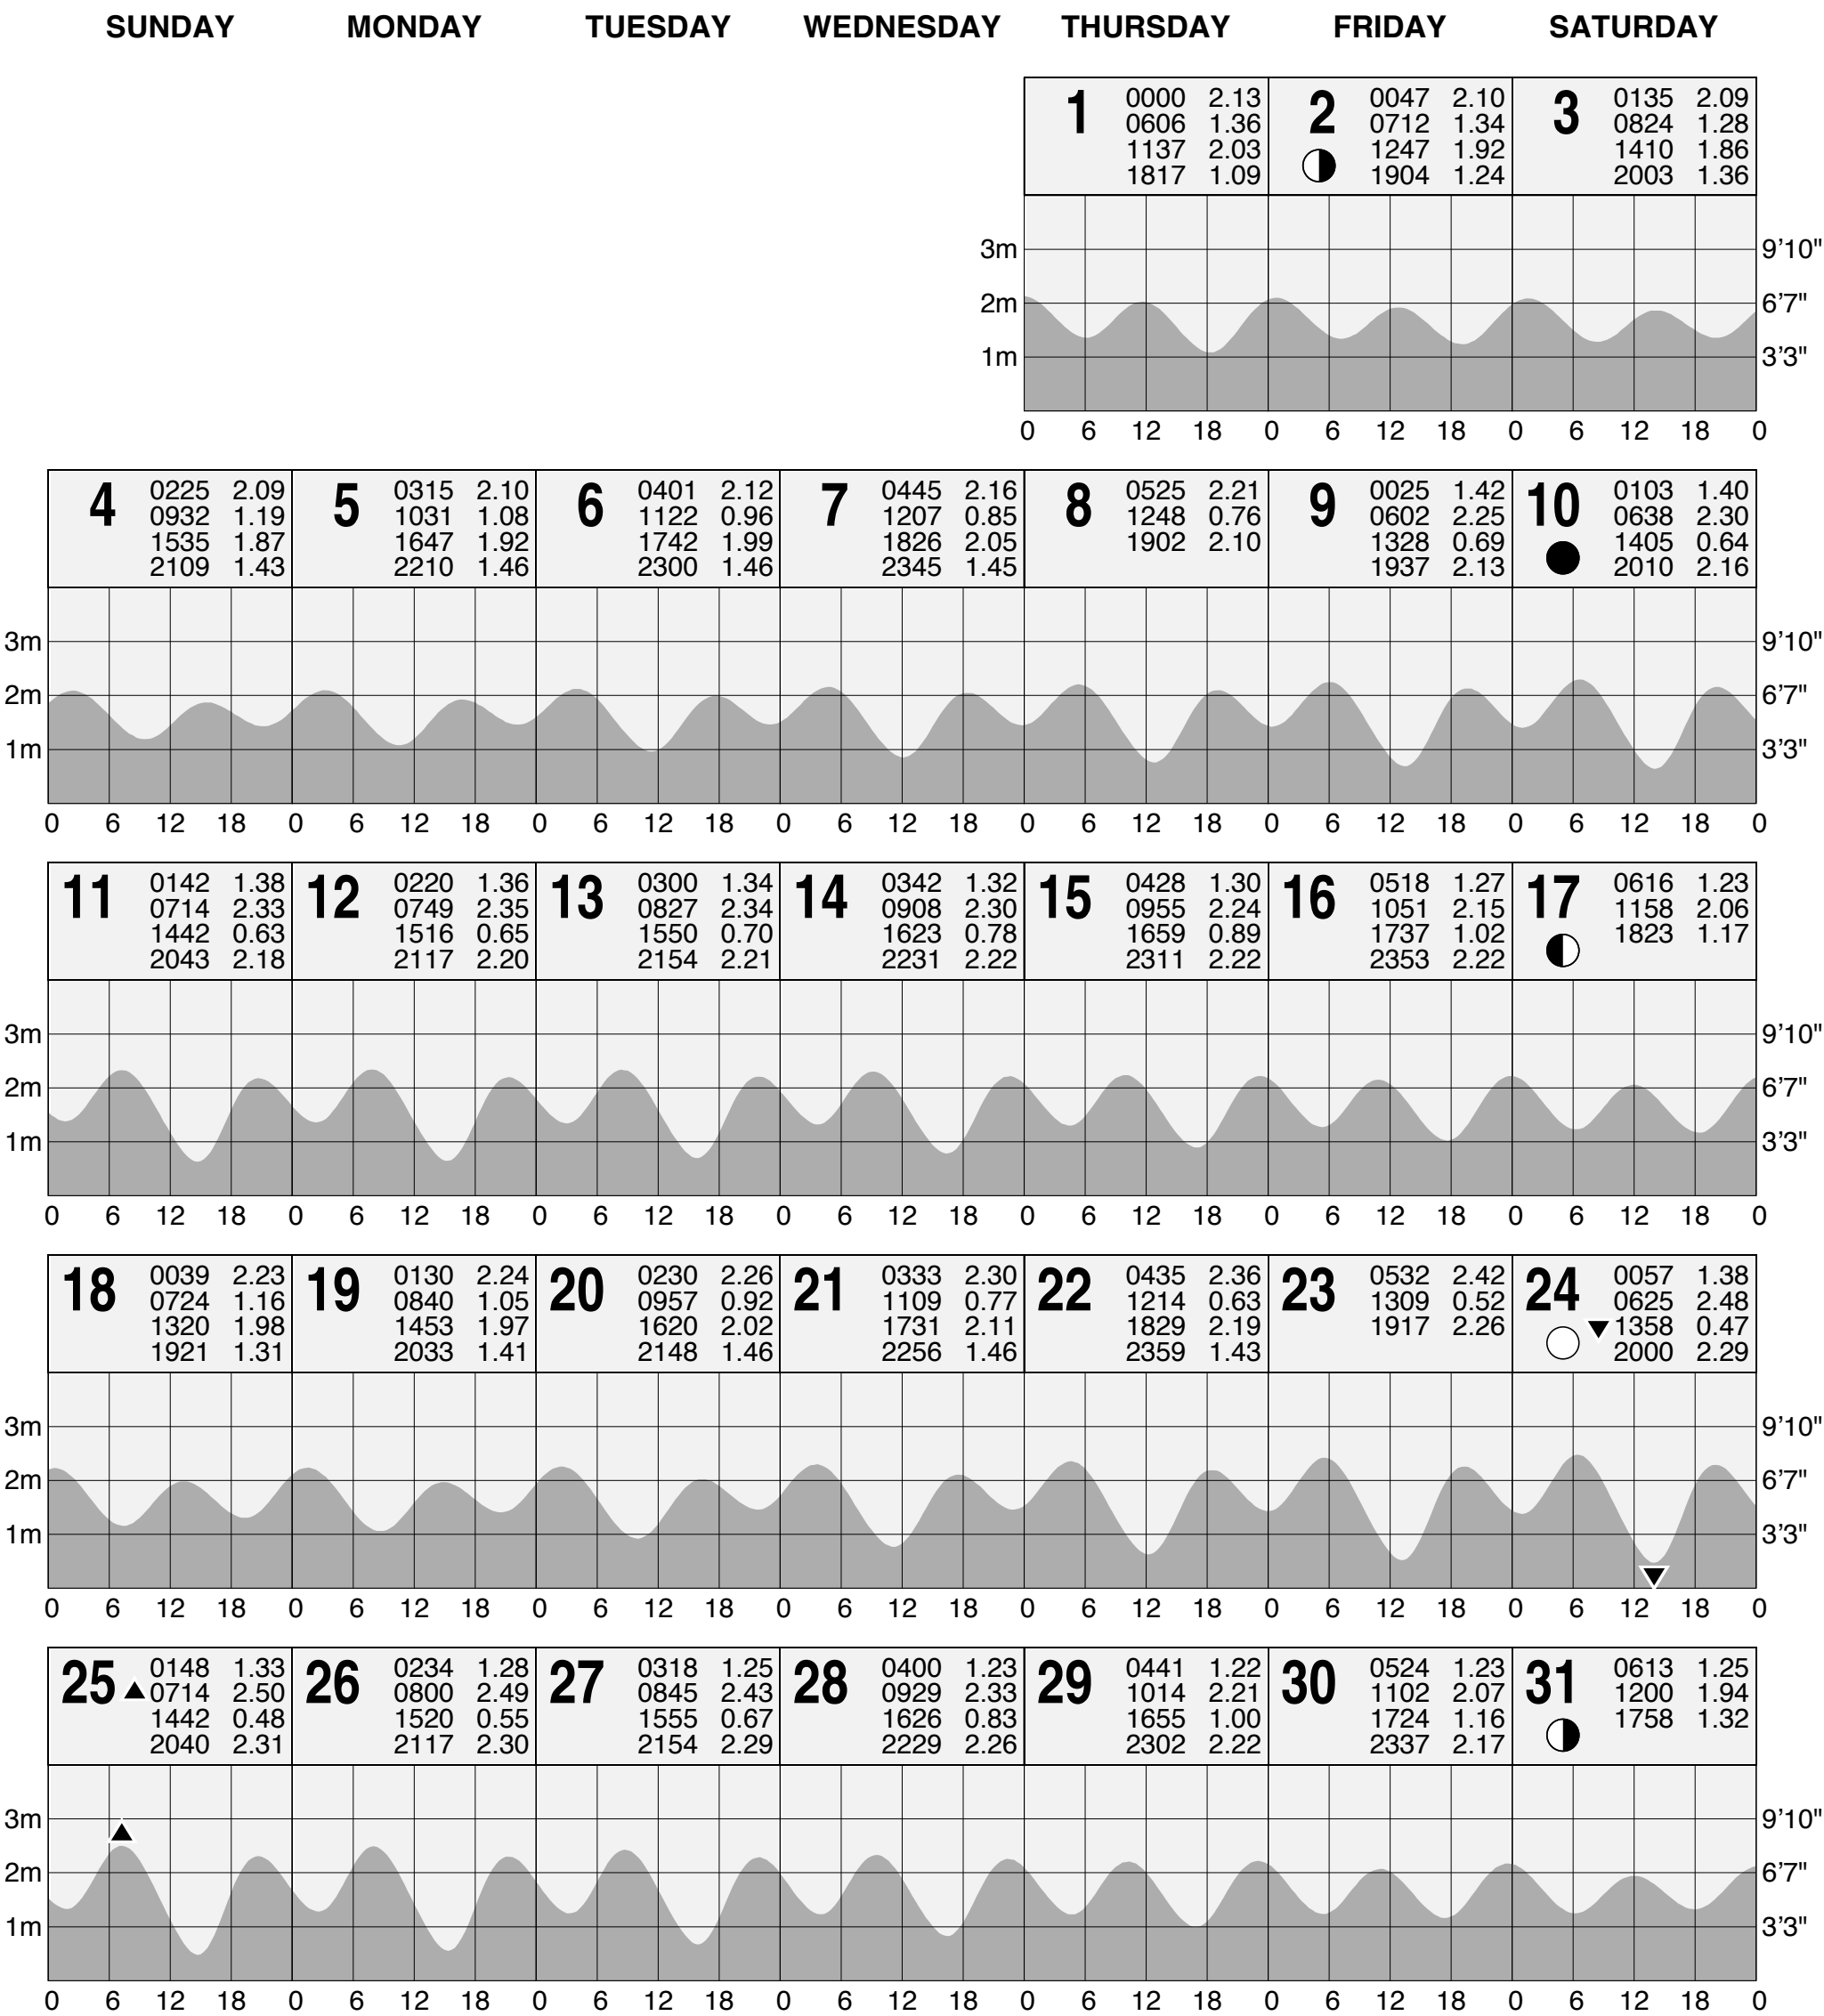 SUNDAY MONDAY TUESDAY WEDNESDAY THURSDAY FRIDAY SATURDAY
1 0000 2.13 2 0047 2.10 3 0135 2.09
0606 1.36 0712 1.34 0824 1.28
1137 2.03 1247 1.92 1410 1.86
1817 1.09 1904 1.24 2003 1.36
3m 9'10"
2m 6'7"
1m 3'3"
0 6 12 18 0 6 12 18 0 6 12 18 0
4 0225 2.09 5 0315 2.10 6 0401 2.12 7 0445 2.16 8 0525 2.21 9 0025 1.42 10 0103 1.40
0932 1.19 1031 1.08 1122 0.96 1207 0.85 1248 0.76 0602 2.25 0638 2.30
1535 1.87 1647 1.92 1742 1.99 1826 2.05 1902 2.10 1328 0.69 1405 0.64
2109 1.43 2210 1.46 2300 1.46 2345 1.45 1937 2.13 2010 2.16
3m 9'10"
2m 6'7"
1m 3'3"
0 6 12 18 0 6 12 18 0 6 12 18 0 6 12 18 0 6 12 18 0 6 12 18 0 6 12 18 0
11 0142 1.38 12 0220 1.36 13 0300 1.34 14 0342 1.32 15 0428 1.30 16 0518 1.27 17 0616 1.23
0714 2.33 0749 2.35 0827 2.34 0908 2.30 0955 2.24 1051 2.15 1158 2.06
1442 0.63 1516 0.65 1550 0.70 1623 0.78 1659 0.89 1737 1.02 1823 1.17
2043 2.18 2117 2.20 2154 2.21 2231 2.22 2311 2.22 2353 2.22
3m 9'10"
2m 6'7"
1m 3'3"
0 6 12 18 0 6 12 18 0 6 12 18 0 6 12 18 0 6 12 18 0 6 12 18 0 6 12 18 0
18 0039 2.23 19 0130 2.24 20 0230 2.26 21 0333 2.30 22 0435 2.36 23 0532 2.42 24 0057 1.38
0724 1.16 0840 1.05 0957 0.92 1109 0.77 1214 0.63 1309 0.52 0625 2.48
1320 1.98 1453 1.97 1620 2.02 1731 2.11 1829 2.19 1917 2.26 1358 0.47
1921 1.31 2033 1.41 2148 1.46 2256 1.46 2359 1.43 2000 2.29
3m 9'10"
2m 6'7"
1m 3'3"
0 6 12 18 0 6 12 18 0 6 12 18 0 6 12 18 0 6 12 18 0 6 12 18 0 6 12 18 0
25 0148 1.33 26 0234 1.28 27 0318 1.25 28 0400 1.23 29 0441 1.22 30 0524 1.23 31 0613 1.25
0714 2.50 0800 2.49 0845 2.43 0929 2.33 1014 2.21 1102 2.07 1200 1.94
1442 0.48 1520 0.55 1555 0.67 1626 0.83 1655 1.00 1724 1.16 1758 1.32
2040 2.31 2117 2.30 2154 2.29 2229 2.26 2302 2.22 2337 2.17
3m 9'10"
2m 6'7"
1m 3'3"
0 6 12 18 0 6 12 18 0 6 12 18 0 6 12 18 0 6 12 18 0 6 12 18 0 6 12 18 0